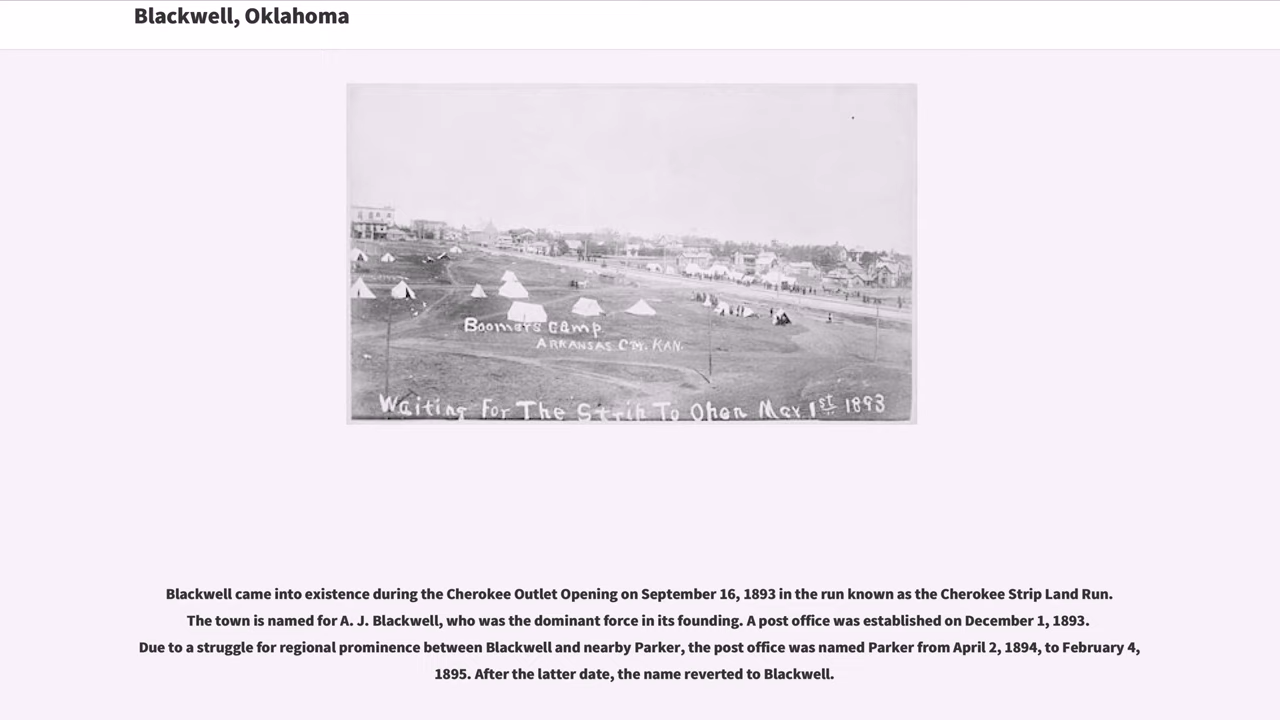 Blackwell, Oklahoma
Boomers Camp
ARKANSAS CTY. KAN.
Waiting For The Strip To Open May 1st 1893
Blackwell came into existence during the Cherokee Outlet Opening on September 16, 1893 in the run known as the Cherokee Strip Land Run.
The town is named for A. J. Blackwell, who was the dominant force in its founding. A post office was established on December 1, 1893.
Due to a struggle for regional prominence between Blackwell and nearby Parker, the post office was named Parker from April 2, 1894, to February 4,
1895. After the latter date, the name reverted to Blackwell.